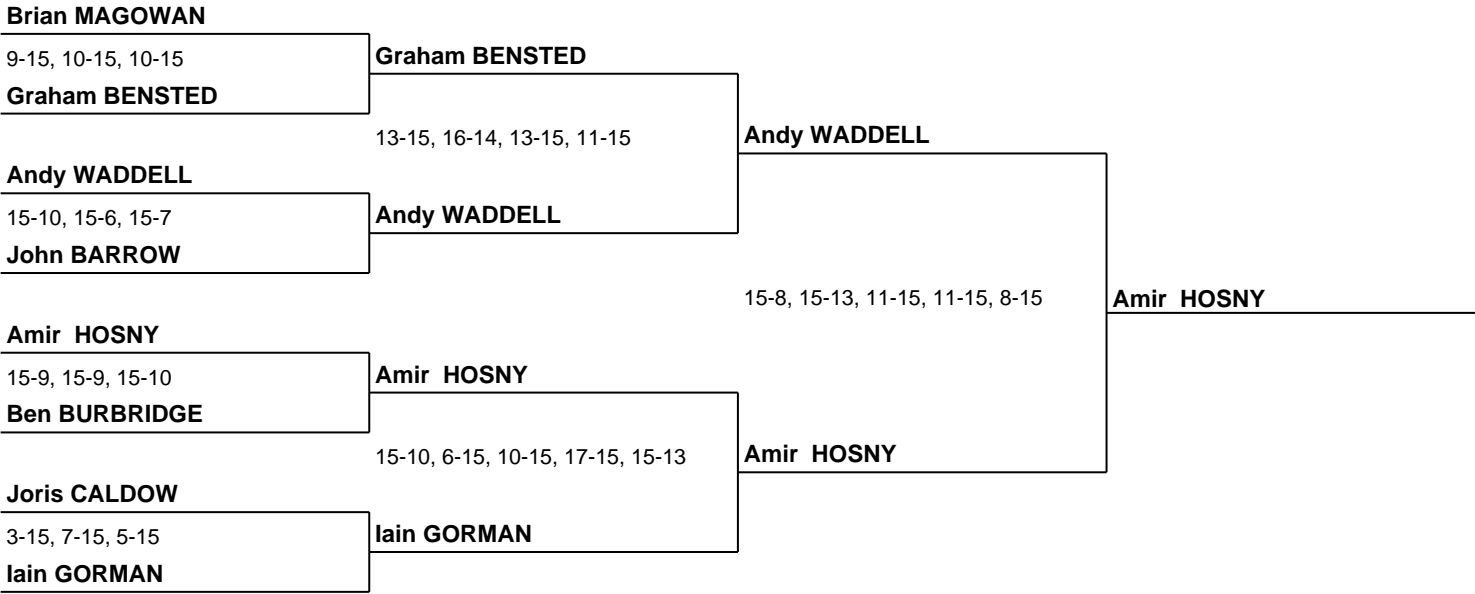 Brian MAGOWAN
9-15, 10-15, 10-15
Graham BENSTED
Graham BENSTED
13-15, 16-14, 13-15, 11-15
Andy WADDELL
Andy WADDELL
15-10, 15-6, 15-7
Andy WADDELL
John BARROW
15-8, 15-13, 11-15, 11-15, 8-15
Amir HOSNY
Amir HOSNY
15-9, 15-9, 15-10
Amir HOSNY
Ben BURBRIDGE
15-10, 6-15, 10-15, 17-15, 15-13
Amir HOSNY
Joris CALDOW
3-15, 7-15, 5-15
Iain GORMAN
Iain GORMAN